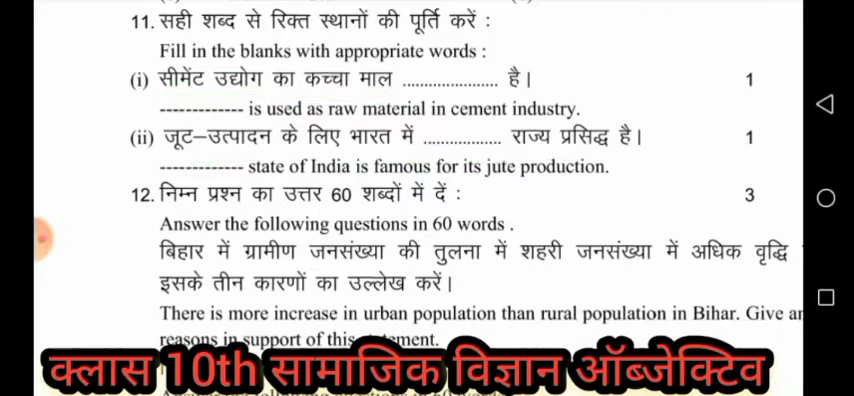 11. सही शब्द से रिक्त स्थानों की पूर्ति करें :
Fill in the blanks with appropriate words :
(i) सीमेंट उद्योग का कच्चा माल ...................... है। 1
------------- is used as raw material in cement industry.
(ii) जूट–उत्पादन के लिए भारत में .................. राज्य प्रसिद्ध है। 1
------------- state of India is famous for its jute production.
12. निम्न प्रश्न का उत्तर 60 शब्दों में दें : 3
Answer the following questions in 60 words .
बिहार में ग्रामीण जनसंख्या की तुलना में शहरी जनसंख्या में अधिक वृद्धि
इसके तीन कारणों का उल्लेख करें।
There is more increase in urban population than rural population in Bihar. Give
reasons in support of this
क्लास 10th सामाजिक विज्ञान ऑब्जेक्टिव